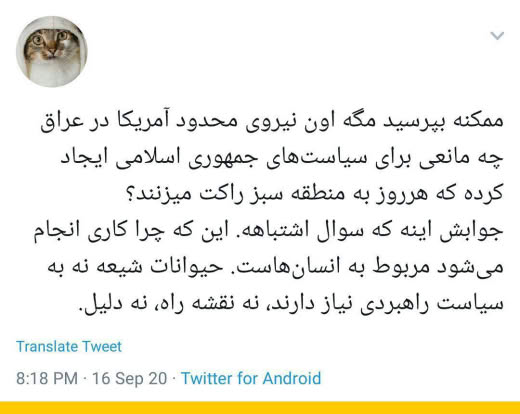 ممکنه بپرسید مگه اون نیروی محدود آمریکا در عراق
چه مانعی برای سیاست‌های جمهوری اسلامی ایجاد
کرده که هرروز به منطقه سبز راکت میزنند؟
جوابش اینه که سوال اشتباهه. این که چرا کاری انجام
می‌شود مربوط به انسان‌هاست. حیوانات شیعه نه به
سیاست راهبردی نیاز دارند، نه نقشه راه، نه دلیل.
Translate Tweet
8:18 PM · 16 Sep 20 · Twitter for Android